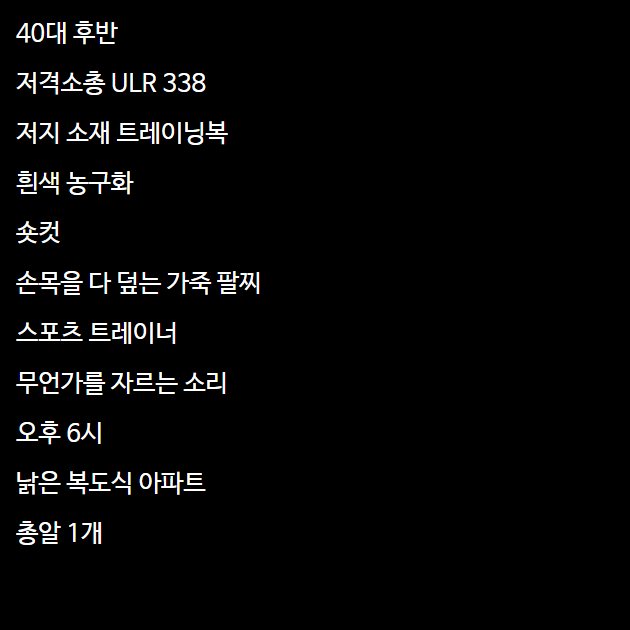 40대 후반
저격소총 ULR 338
저지 소재 트레이닝복
흰색 농구화
숏컷
손목을 다 덮는 가죽 팔찌
스포츠 트레이너
무언가를 자르는 소리
오후 6시
낡은 복도식 아파트
총알 1개